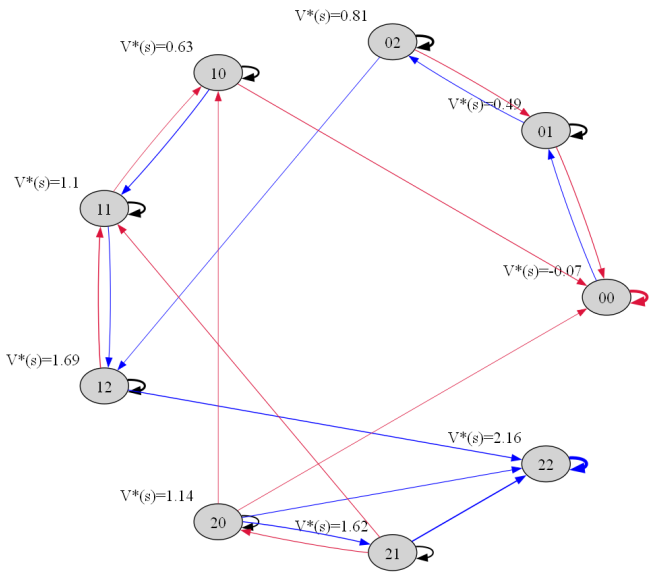 V*(s)=0.81
02
V*(s)=0.63
10
V*(s)=0.49
01
V*(s)=1.1
11
V*(s)=-0.07
00
V*(s)=1.69
12
V*(s)=2.16
22
V*(s)=1.14
20
V*(s)=1.62
21